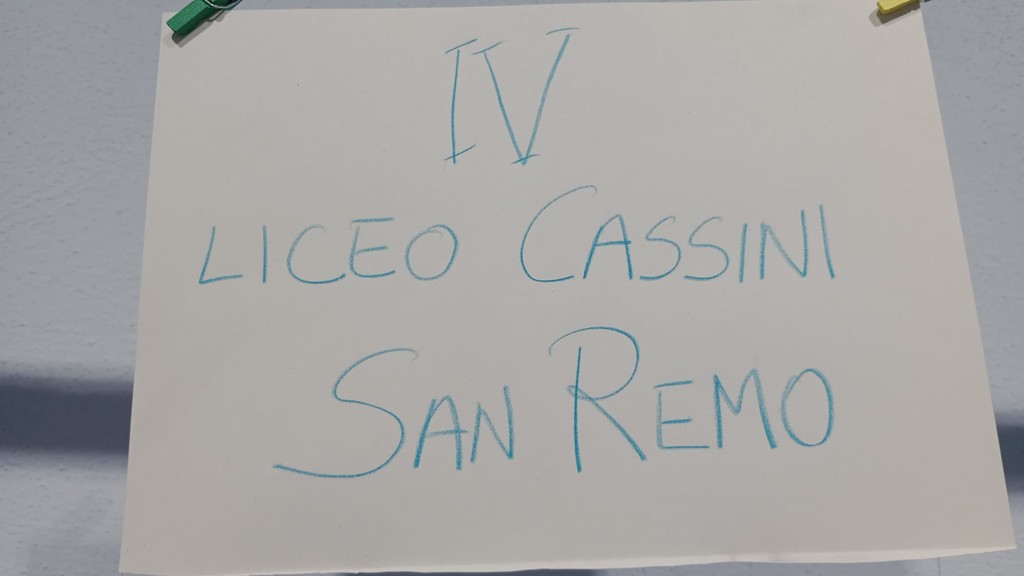 IV
LICEO CASSINI
SAN REMO